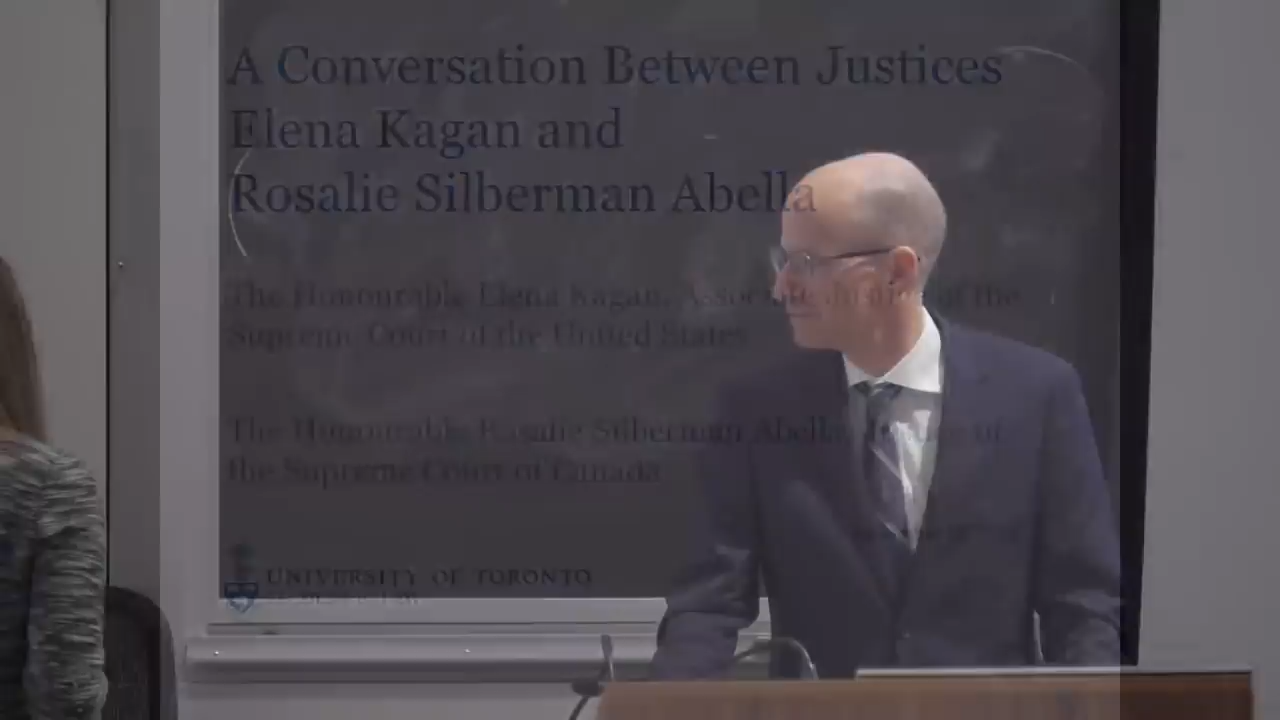 A Conversation Between Justices
Elena Kagan and
Rosalie Silberman Abella
The Honourable Elena Kagan, Associate Justice of the
Supreme Court of the United States
The Honourable Rosalie Silberman Abella, Justice of
the Supreme Court of Canada
UNIVERSITY OF TORONTO